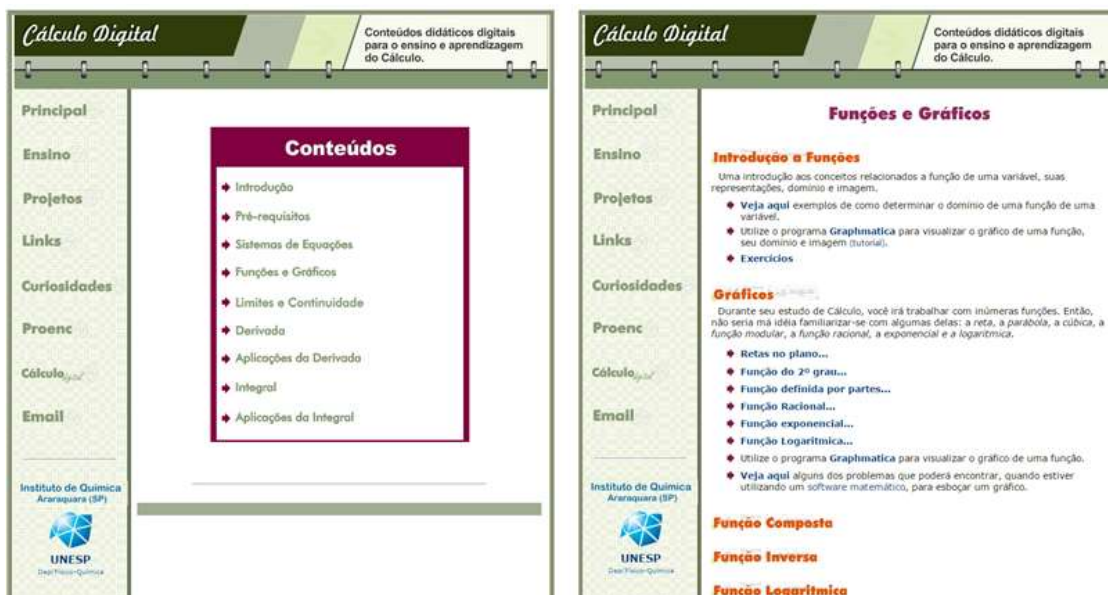 Cálculo Digital
Conteúdos didáticos digitais
para o ensino e aprendizagem
do Cálculo.
Principal
Ensino
Projetos
Links
Curiosidades
Proenc
Cálculo digital
Email
Instituto de Química
Araraquara (SP)
UNESP
Dep/Físico-Química
Conteúdos
Introdução
Pré-requisitos
Sistemas de Equações
Funções e Gráficos
Limites e Continuidade
Derivada
Aplicações da Derivada
Integral
Aplicações da Integral
Cálculo Digital
Conteúdos didáticos digitais
para o ensino e aprendizagem
do Cálculo.
Principal
Ensino
Projetos
Links
Curiosidades
Proenc
Cálculo digital
Email
Instituto de Química
Araraquara (SP)
UNESP
Dep/Físico-Química
Funções e Gráficos
Introdução a Funções
Uma introdução aos conceitos relacionados a função de uma variável, suas
representações, domínio e imagem.
Veja aqui exemplos de como determinar o domínio de uma função de uma
variável.
Utilize o programa Graphmatica para visualizar o gráfico de uma função,
seu domínio e imagem (tutorial).
Exercícios
Gráficos
Durante seu estudo de Cálculo, você irá trabalhar com inúmeras funções. Então,
não seria má idéia familiarizar-se com algumas delas: a reta, a parábola, a cúbica, a
função modular, a função racional, a exponencial e a logarítmica.
Retas no plano...
Função do 2º grau...
Função definida por partes...
Função Racional...
Função exponencial...
Função Logarítmica...
Utilize o programa Graphmatica para visualizar o gráfico de uma função.
Veja aqui alguns dos problemas que poderá encontrar, quando estiver
utilizando um software matemático, para esboçar um gráfico.
Função Composta
Função Inversa
Função Logarítmica